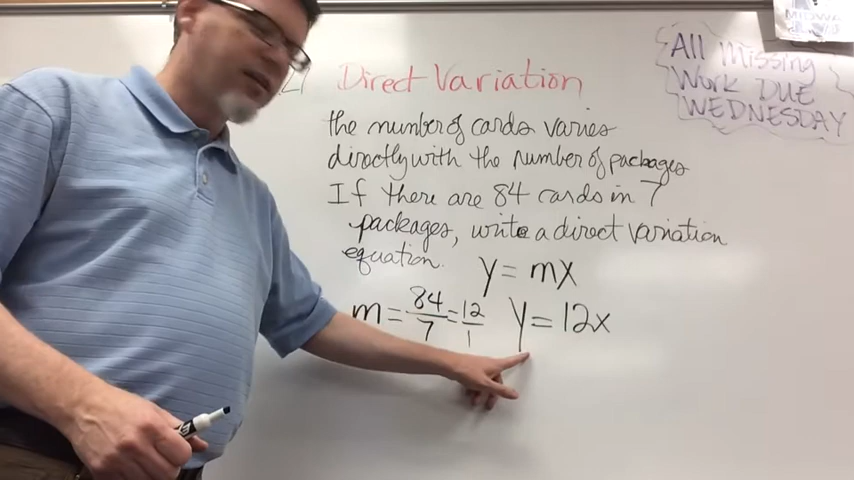 Direct Variation
the number of cards varies
directly with the number of packages
If there are 84 cards in 7
packages, write a direct variation
equation.
y = mx
m = 84/7 = 12/1
y = 12x
All Missing
Work DUE
WEDNESDAY